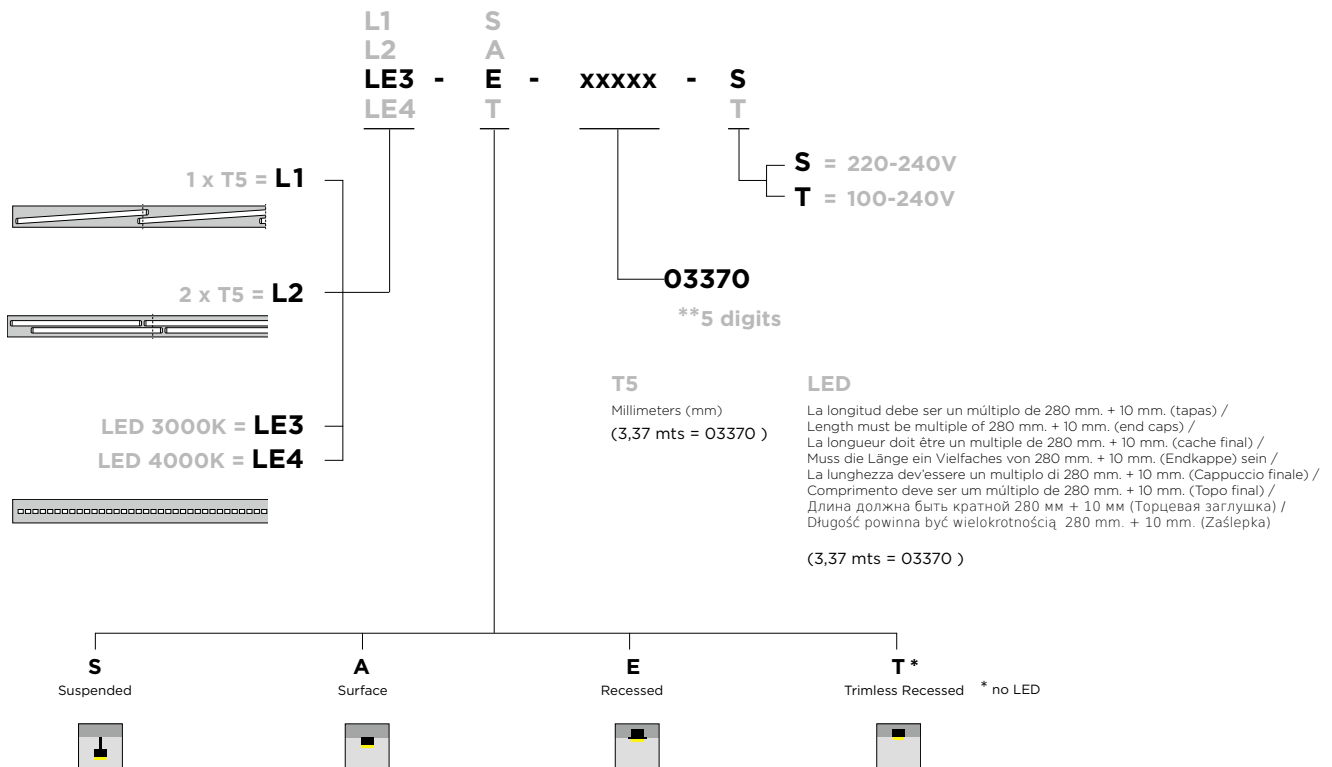 L1 S
L2 A
LE3 - E - xxxxx - S
LE4 T T
S = 220-240V
T = 100-240V
1 x T5 = L1
2 x T5 = L2
03370
**5 digits
LED 3000K = LE3
LED 4000K = LE4
T5
Millimeters (mm)
(3,37 mts = 03370 )
LED
La longitud debe ser un múltiplo de 280 mm. + 10 mm. (tapas) /
Length must be multiple of 280 mm. + 10 mm. (end caps) /
La longueur doit être un multiple de 280 mm. + 10 mm. (cache final) /
Muss die Länge ein Vielfaches von 280 mm. + 10 mm. (Endkappe) sein /
La lunghezza dev'essere un multiplo di 280 mm. + 10 mm. (Cappuccio finale) /
Comprimento deve ser um múltiplo de 280 mm. + 10 mm. (Topo final) /
Длина должна быть кратной 280 мм + 10 мм (Торцевая заглушка) /
Długość powinna być wielokrotnością 280 mm. + 10 mm. (Zaślepka)
(3,37 mts = 03370 )
S
Suspended
A
Surface
E
Recessed
T *
Trimless Recessed * no LED